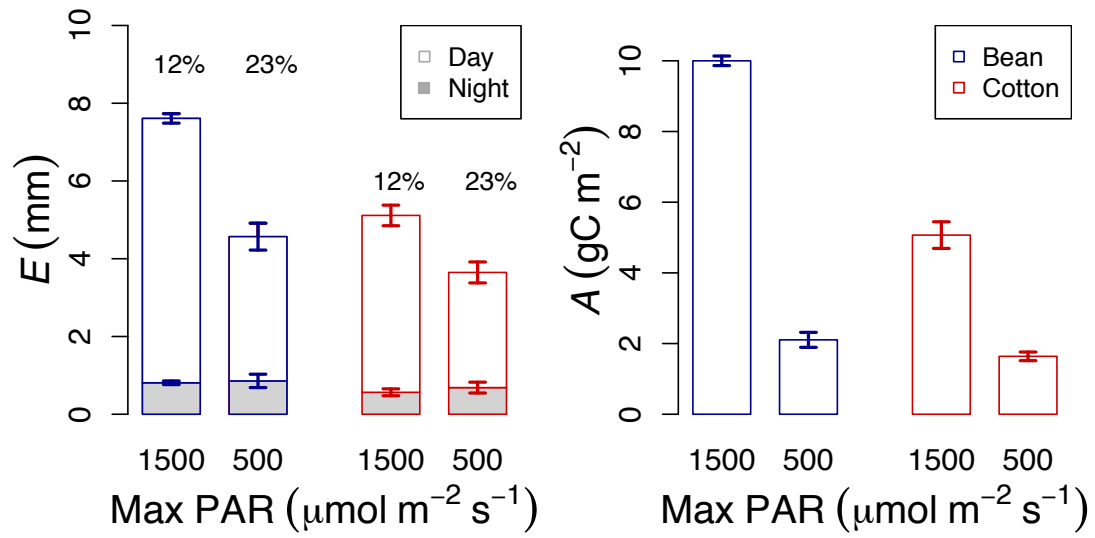 E (mm)
10
8
6
4
2
0
12% 23%
12% 23%
Day
Night
1500 500 1500 500
Max PAR (μmol m⁻² s⁻¹)
A (gC m⁻²)
10
8
6
4
2
0
Bean
Cotton
1500 500 1500 500
Max PAR (μmol m⁻² s⁻¹)